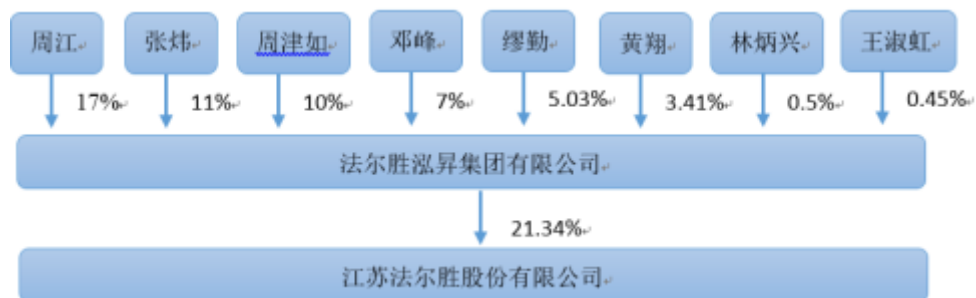 周江 张炜 周津如 邓峰 缪勤 黄翔 林炳兴 王淑虹
17% 11% 10% 7% 5.03% 3.41% 0.5% 0.45%
法尔胜泓昇集团有限公司
21.34%
江苏法尔胜股份有限公司